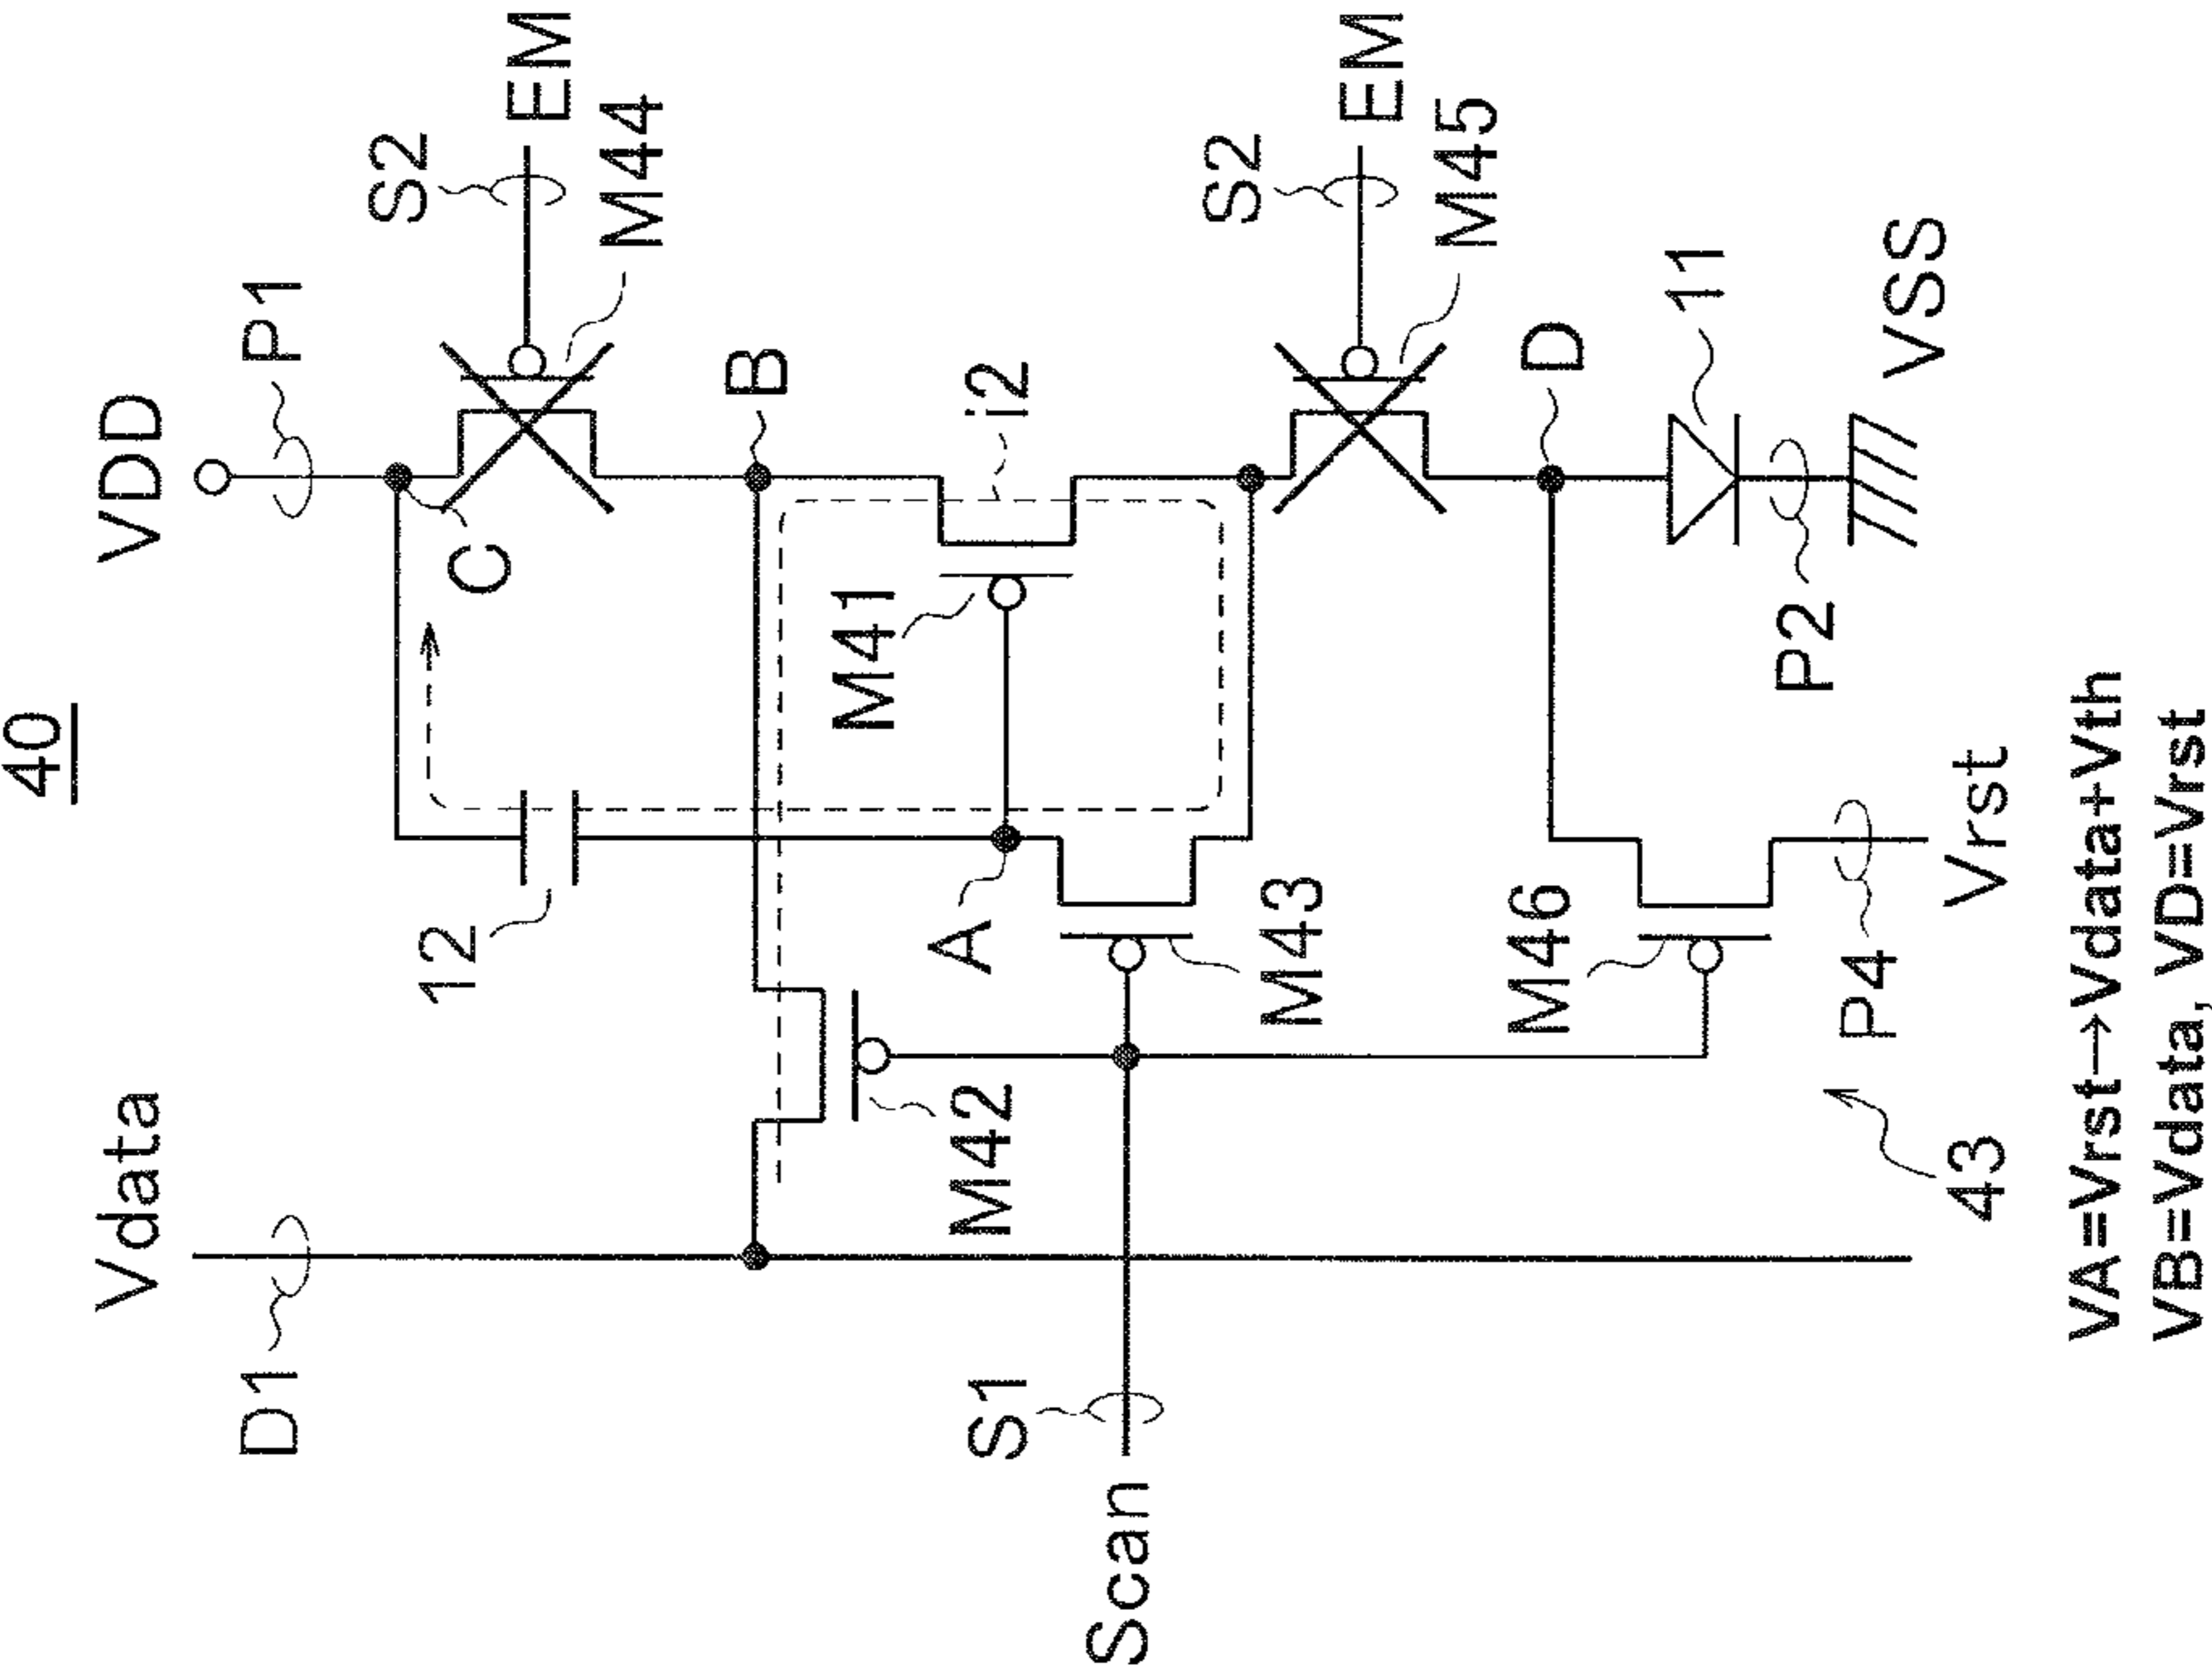 40
Vdata
VDD
D1
P1
S2
EM
M44
C
12
B
M42
M41
i2
A
S1
Scan
M43
S2
EM
M45
D
M46
11
P2
P4
VSS
Vrst
43
VA=Vrst→Vdata+Vth
VB=Vdata, VD=Vrst